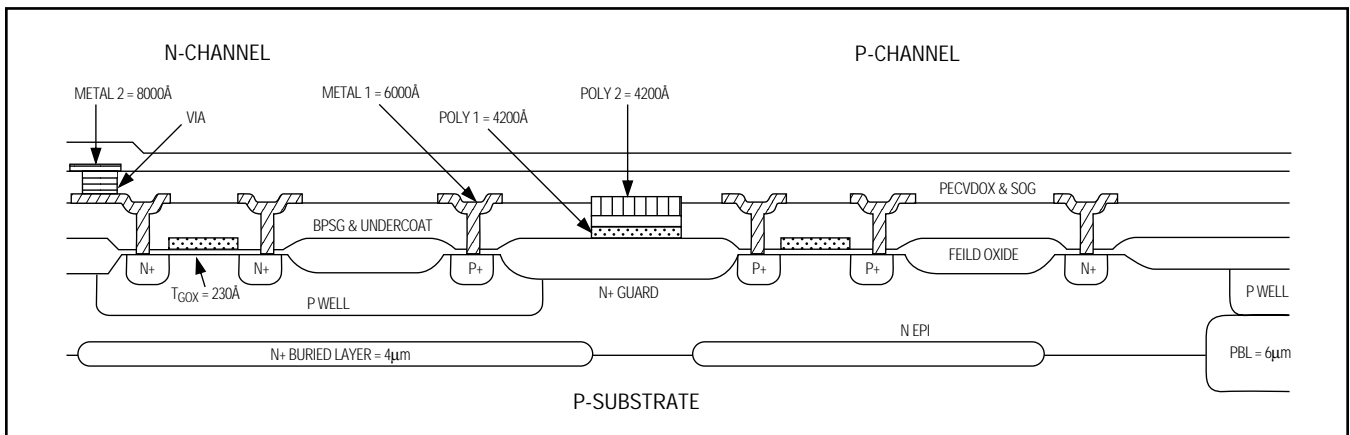 N-CHANNEL
P-CHANNEL
METAL 2 = 8000Å
VIA
METAL 1 = 6000Å
POLY 1 = 4200Å
POLY 2 = 4200Å
PECVDOX & SOG
BPSG & UNDERCOAT
N+
N+
P+
P+
P+
FEILD OXIDE
N+
TGOX = 230Å
P WELL
N+ GUARD
P WELL
N EPI
N+ BURIED LAYER = 4μm
PBL = 6μm
P-SUBSTRATE